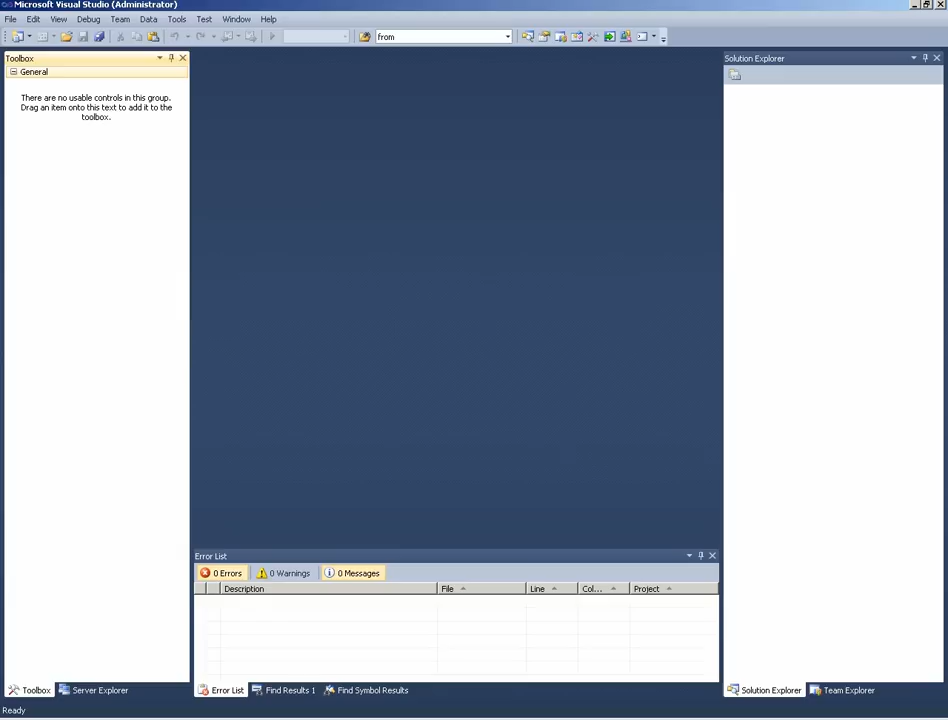 Microsoft Visual Studio (Administrator)
File Edit View Debug Team Data Tools Test Window Help
from
Toolbox
General
There are no usable controls in this group.
Drag an item onto this text to add it to the
toolbox.
Solution Explorer
Error List
0 Errors 0 Warnings 0 Messages
Description File Line Col... Project
Toolbox Server Explorer
Error List Find Results 1 Find Symbol Results
Solution Explorer Team Explorer
Ready